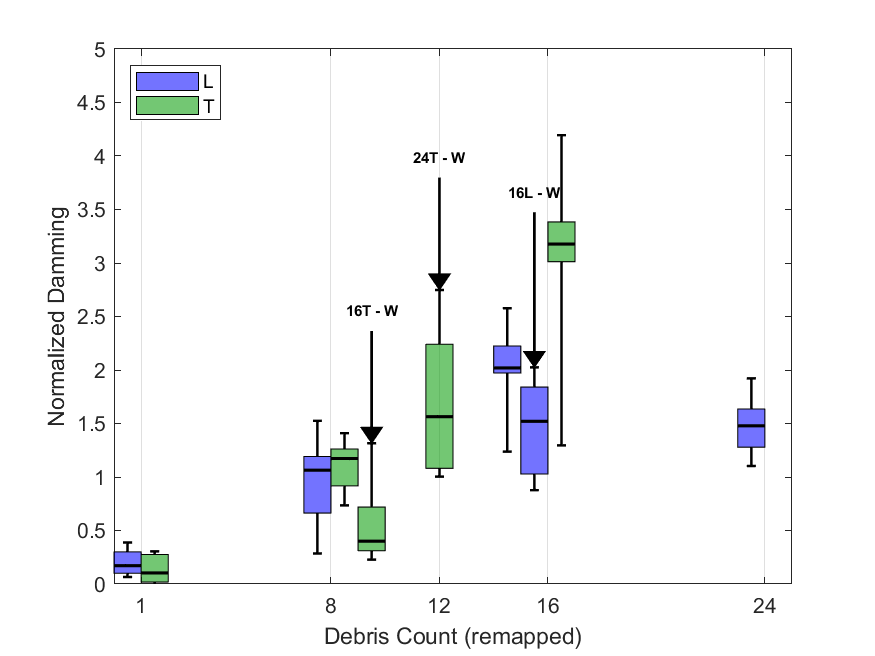 5
4.5
4
3.5
3
2.5
2
1.5
1
0.5
0
Normalized Damming
L
T
24T - W
16L - W
16T - W
1 8 12 16 24
Debris Count (remapped)